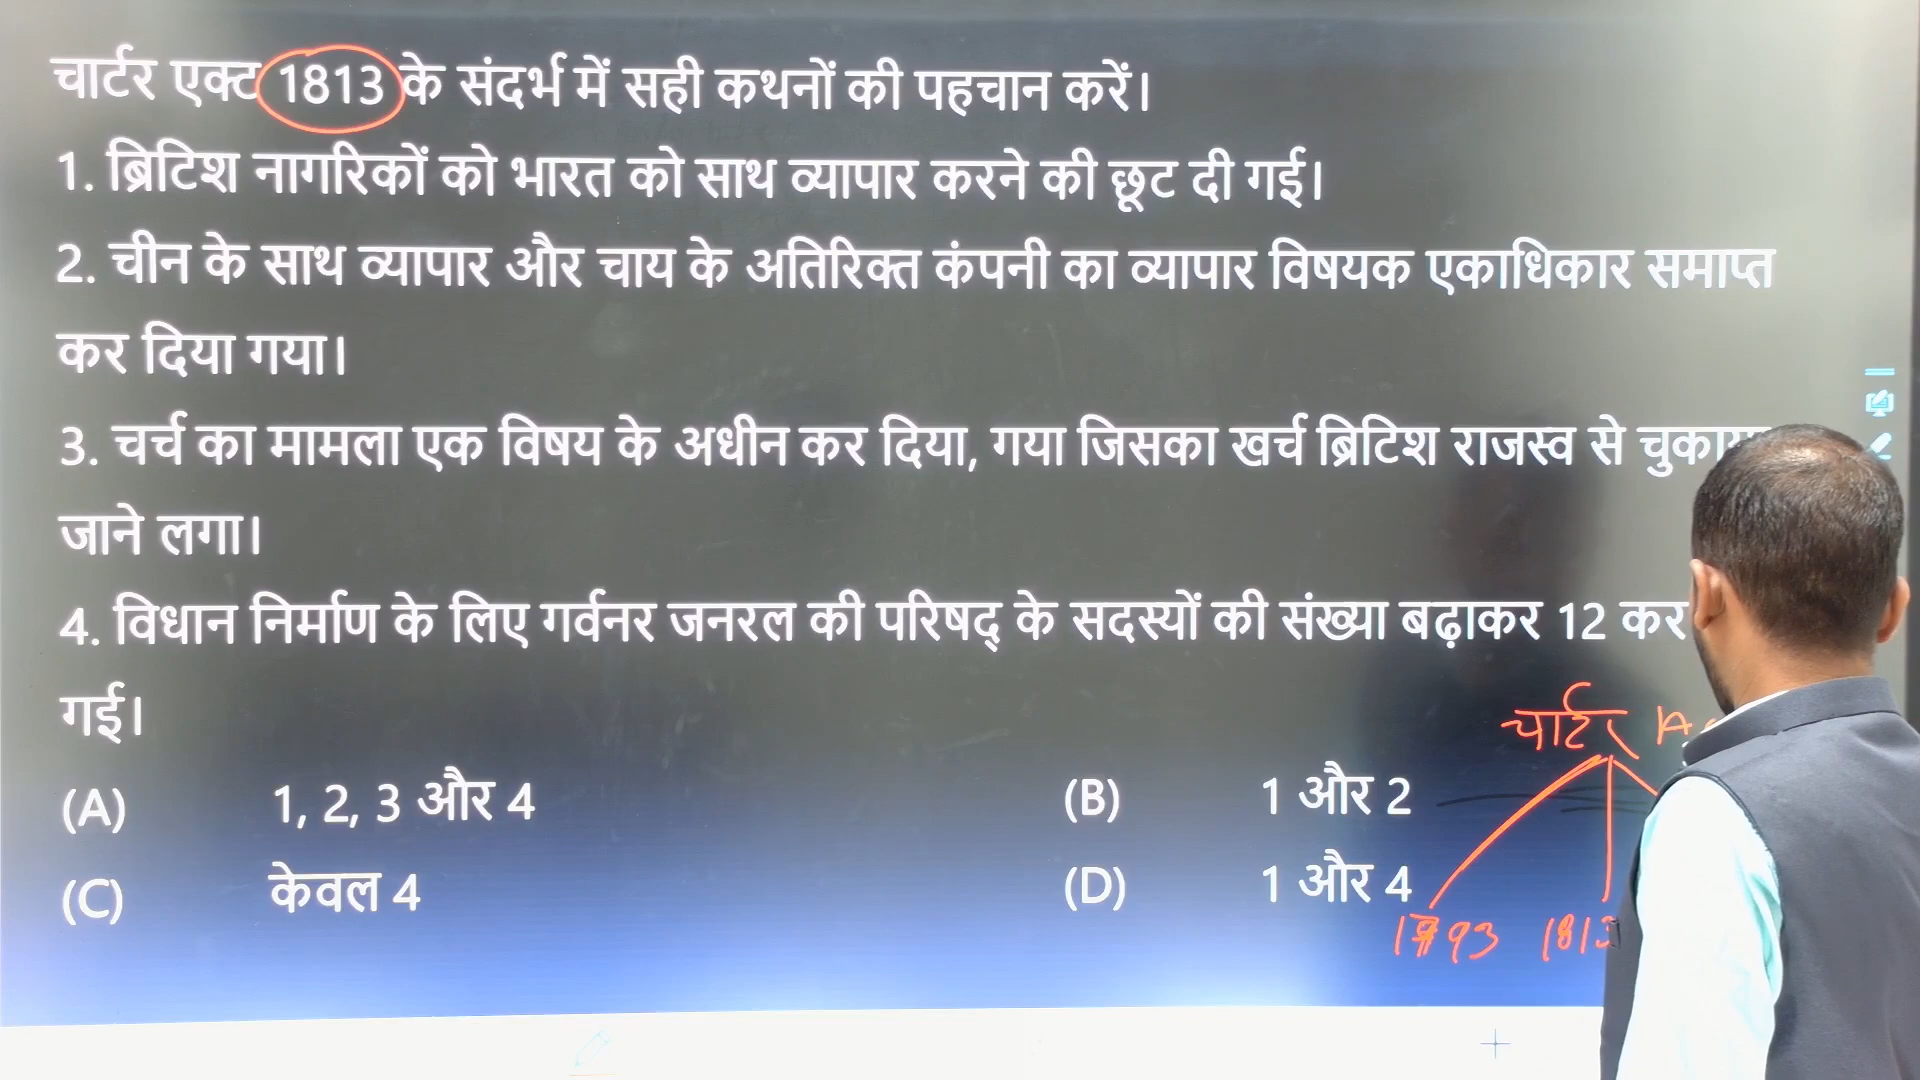 चार्टर एक्ट 1813 के संदर्भ में सही कथनों की पहचान करें।
1. ब्रिटिश नागरिकों को भारत को साथ व्यापार करने की छूट दी गई।
2. चीन के साथ व्यापार और चाय के अतिरिक्त कंपनी का व्यापार विषयक एकाधिकार समाप्त
कर दिया गया।
3. चर्च का मामला एक विषय के अधीन कर दिया, गया जिसका खर्च ब्रिटिश राजस्व से
जाने लगा।
4. विधान निर्माण के लिए गर्वनर जनरल की परिषद् के सदस्यों की संख्या बढ़ाकर 12 कर
गई।
चार्टर
(A) 1, 2, 3 और 4 (B) 1 और 2
(C) केवल 4 (D) 1 और 4
1793 1813